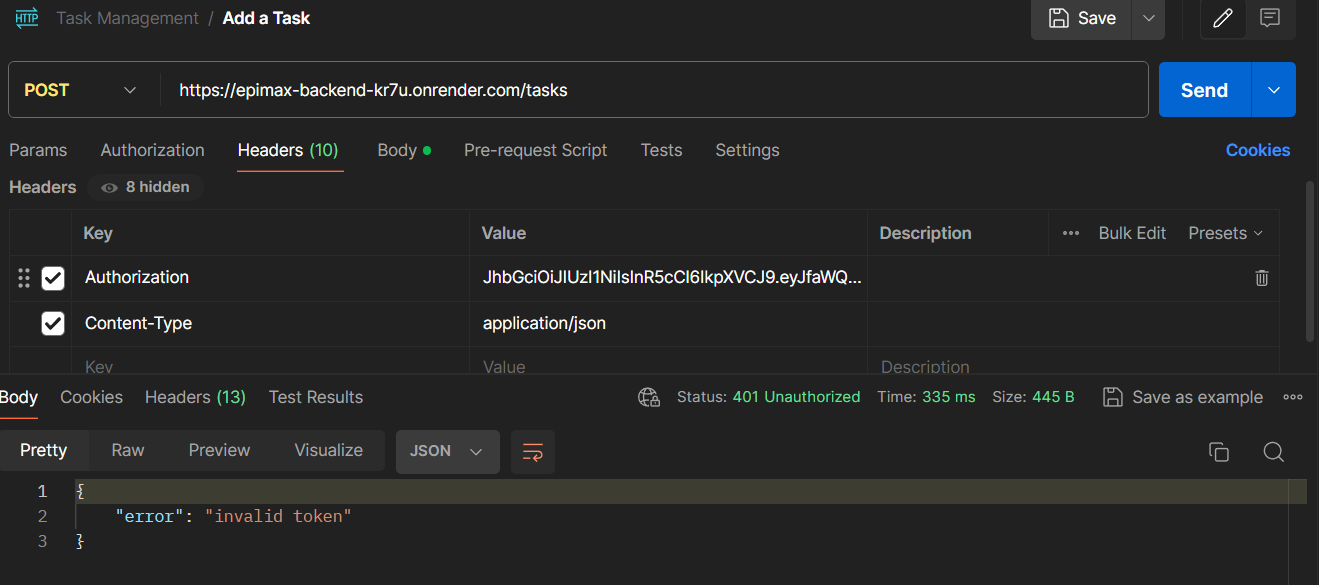 HTTP Task Management / Add a Task Save
POST https://epimax-backend-kr7u.onrender.com/tasks Send
Params Authorization Headers (10) Body Pre-request Script Tests Settings Cookies
Headers 8 hidden
Key Value Description Bulk Edit Presets
Authorization JhbGciOiJIUzI1NiIsInR5cCI6IkpXVCJ9.eyJfaWQ...
Content-Type application/json
Key Value Description
Body Cookies Headers (13) Test Results Status: 401 Unauthorized Time: 335 ms Size: 445 B Save as example
Pretty Raw Preview Visualize JSON
1 {
2 "error": "invalid token"
3 }